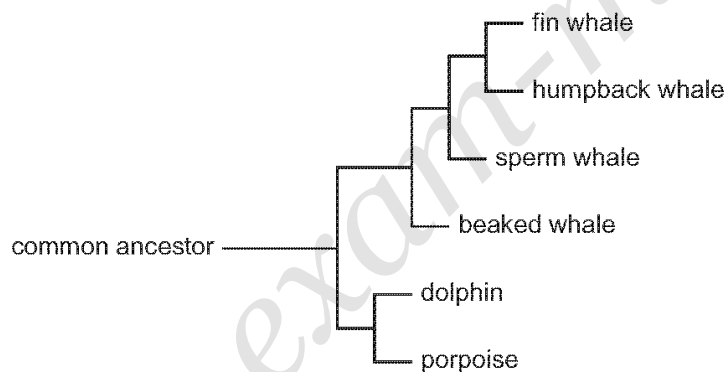 fin whale
humpback whale
sperm whale
beaked whale
common ancestor
dolphin
porpoise